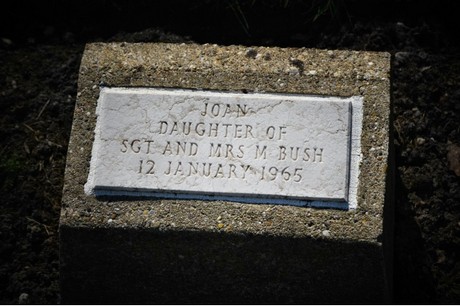 JOAN
DAUGHTER OF
SGT AND MRS M BUSH
12 JANUARY 1965